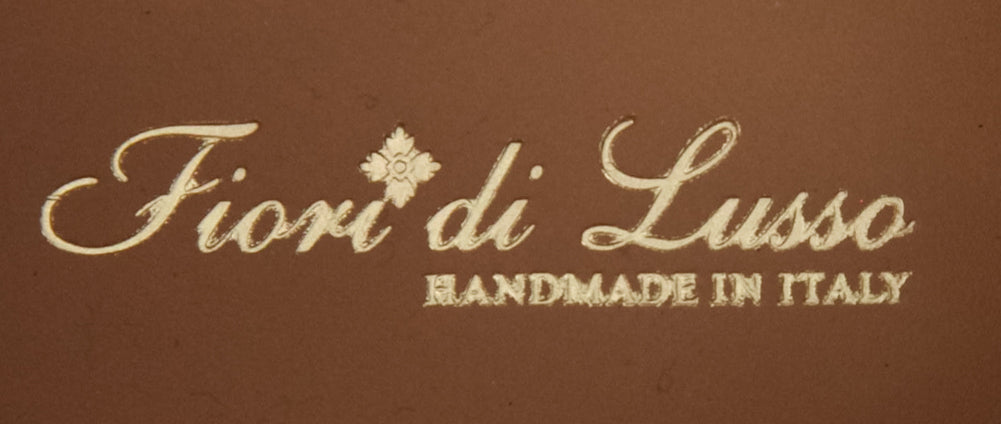 Fiori di Lusso
HANDMADE IN ITALY